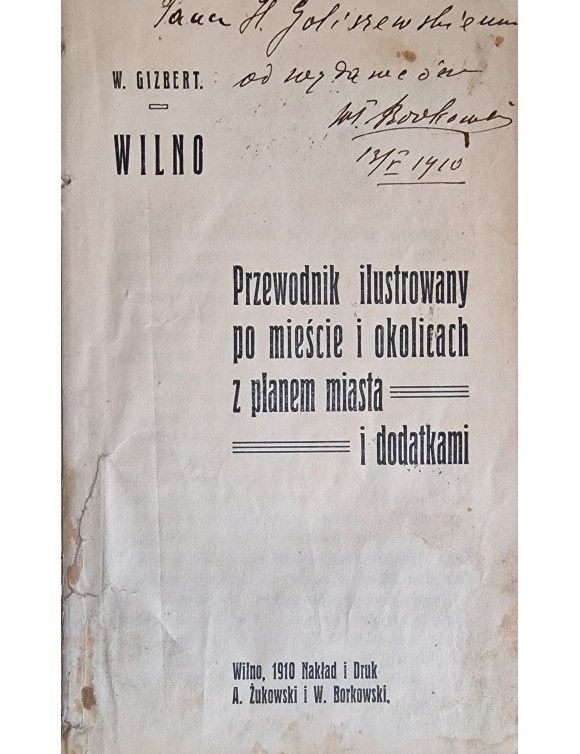 Panu H. Goliszewskiemu
od wydawców
Wł. Borkowski
13/V 1910
W. GIZBERT.
WILNO
Przewodnik ilustrowany
po mieście i okolicach
z planem miasta
i dodatkami
Wilno, 1910 Nakład i Druk
A. Żukowski i W. Borkowski.